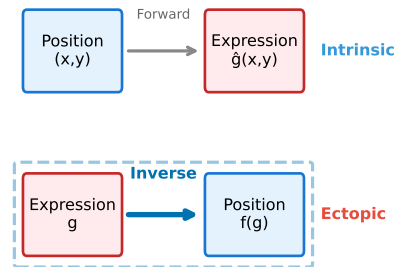 Forward
Position
(x,y)
Expression
ĝ(x,y)
Intrinsic
Inverse
Expression
g
Position
f(g)
Ectopic